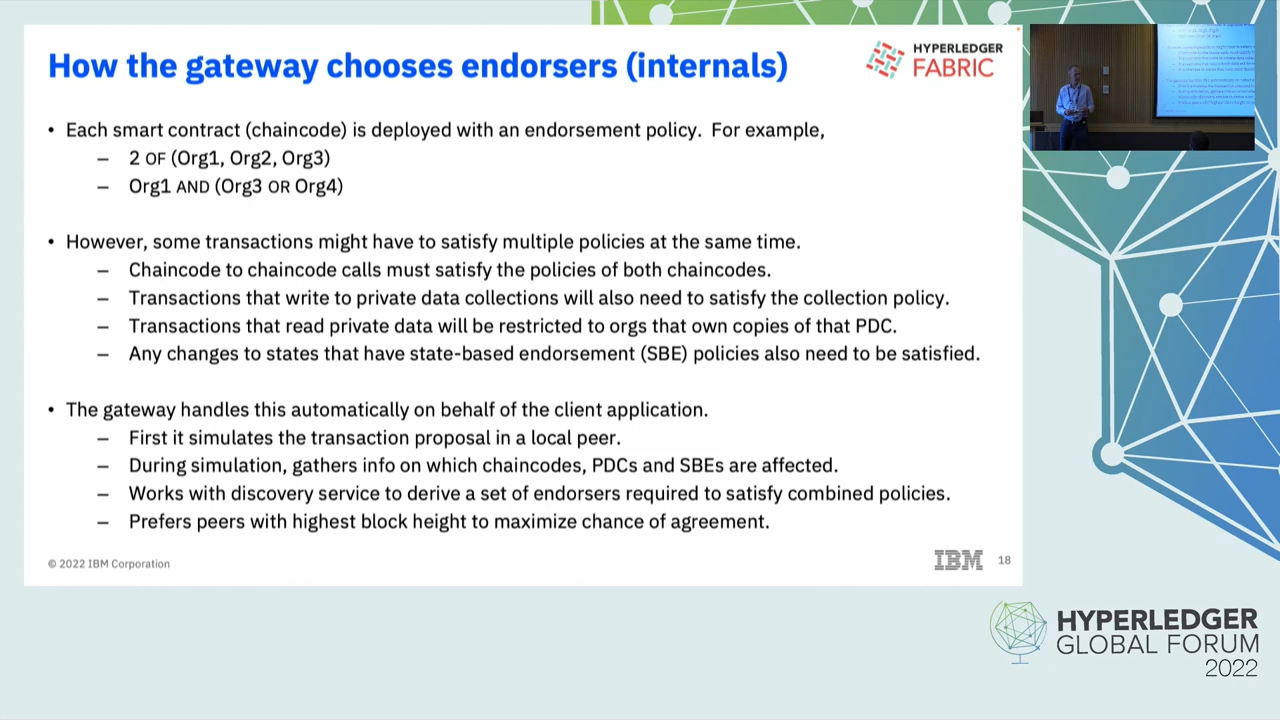 How the gateway chooses endorsers (internals)
HYPERLEDGER
FABRIC
• Each smart contract (chaincode) is deployed with an endorsement policy. For example,
– 2 OF (Org1, Org2, Org3)
– Org1 AND (Org3 OR Org4)
• However, some transactions might have to satisfy multiple policies at the same time.
– Chaincode to chaincode calls must satisfy the policies of both chaincodes.
– Transactions that write to private data collections will also need to satisfy the collection policy.
– Transactions that read private data will be restricted to orgs that own copies of that PDC.
– Any changes to states that have state-based endorsement (SBE) policies also need to be satisfied.
• The gateway handles this automatically on behalf of the client application.
– First it simulates the transaction proposal in a local peer.
– During simulation, gathers info on which chaincodes, PDCs and SBEs are affected.
– Works with discovery service to derive a set of endorsers required to satisfy combined policies.
– Prefers peers with highest block height to maximize chance of agreement.
© 2022 IBM Corporation
IBM
18
HYPERLEDGER
GLOBAL FORUM
2022